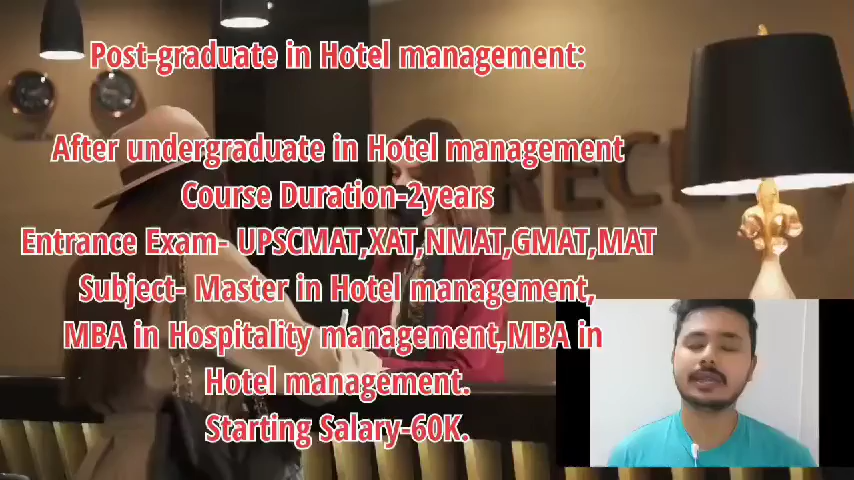 Post-graduate in Hotel management:
After undergraduate in Hotel management
Course Duration-2years
Entrance Exam- UPSCMAT,XAT,NMAT,GMAT,MAT
Subject- Master in Hotel management,
MBA in Hospitality management,MBA in
Hotel management.
Starting Salary-60K.
REC